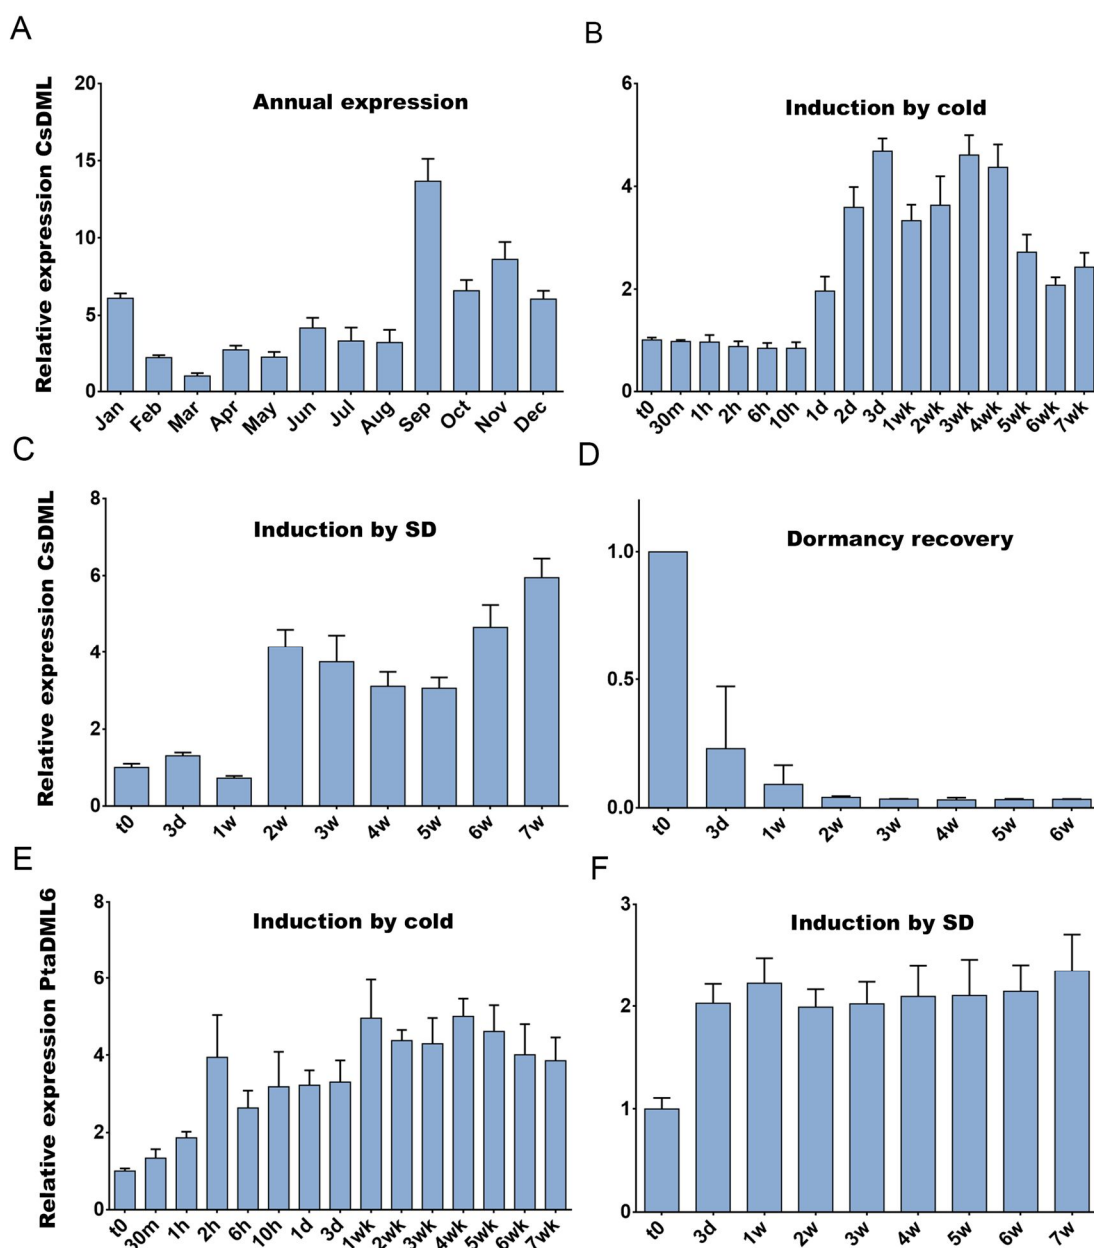 A
Relative expression CsDML
Annual expression
20
15
10
5
0
Jan Feb Mar Apr May Jun Jul Aug Sep Oct Nov Dec
B
Induction by cold
6
4
2
0
t0 30m 1h 2h 6h 10h 1d 2d 3d 1wk 2wk 3wk 4wk 5wk 6wk 7wk
C
Relative expression CsDML
Induction by SD
8
6
4
2
0
t0 3d 1w 2w 3w 4w 5w 6w 7w
D
Dormancy recovery
1.0
0.5
0.0
t0 3d 1w 2w 3w 4w 5w 6w
E
Relative expression PtaDML6
Induction by cold
8
6
4
2
0
t0 30m 1h 2h 6h 10h 1d 3d 1wk 2wk 3wk 4wk 5wk 6wk 7wk
F
Induction by SD
3
2
1
0
t0 3d 1w 2w 3w 4w 5w 6w 7w